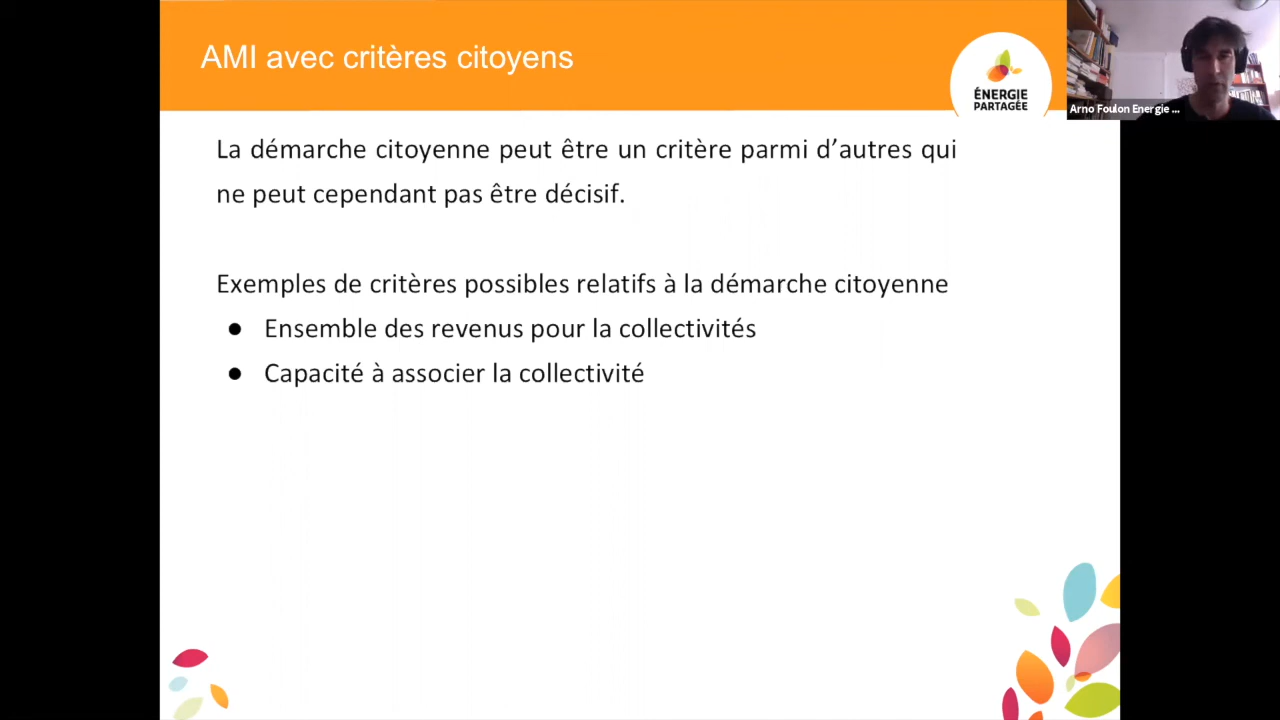 AMI avec critères citoyens
ÉNERGIE
PARTAGÉE
Arno Foulon Energie ...
La démarche citoyenne peut être un critère parmi d’autres qui
ne peut cependant pas être décisif.
Exemples de critères possibles relatifs à la démarche citoyenne
● Ensemble des revenus pour la collectivités
● Capacité à associer la collectivité